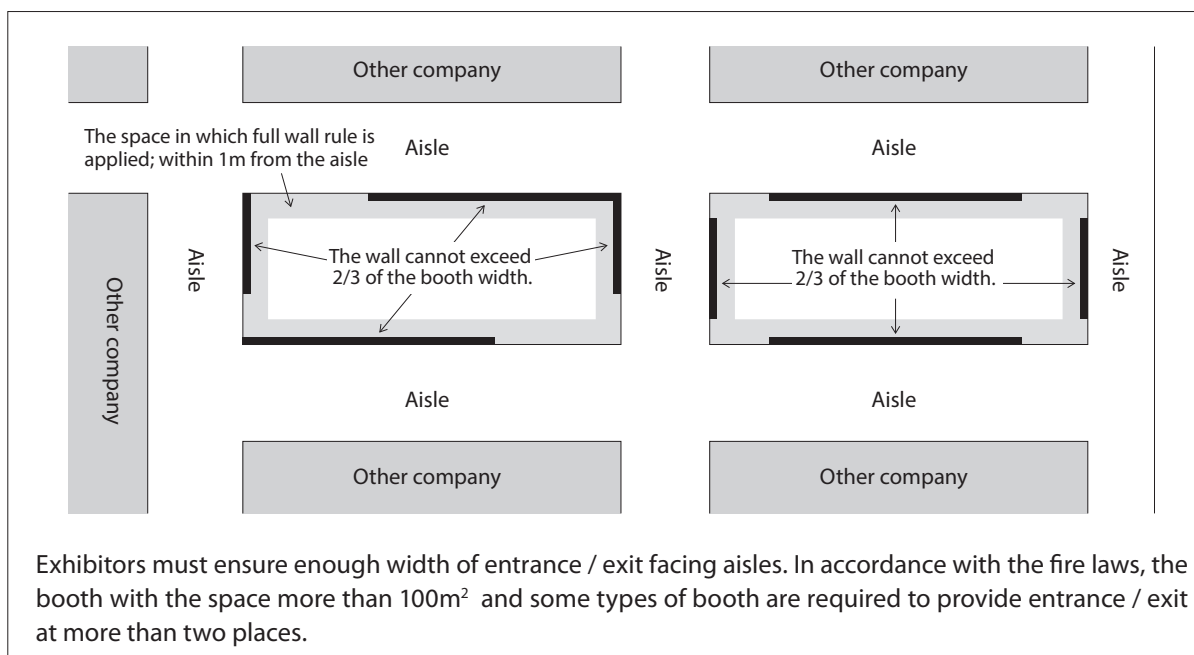 Other company
Other company
The space in which full wall rule is
applied; within 1m from the aisle
Aisle
Aisle
Other company
Aisle
The wall cannot exceed
2/3 of the booth width.
Aisle
The wall cannot exceed
2/3 of the booth width.
Aisle
Aisle
Aisle
Other company
Other company
Exhibitors must ensure enough width of entrance / exit facing aisles. In accordance with the fire laws, the
booth with the space more than 100m² and some types of booth are required to provide entrance / exit
at more than two places.